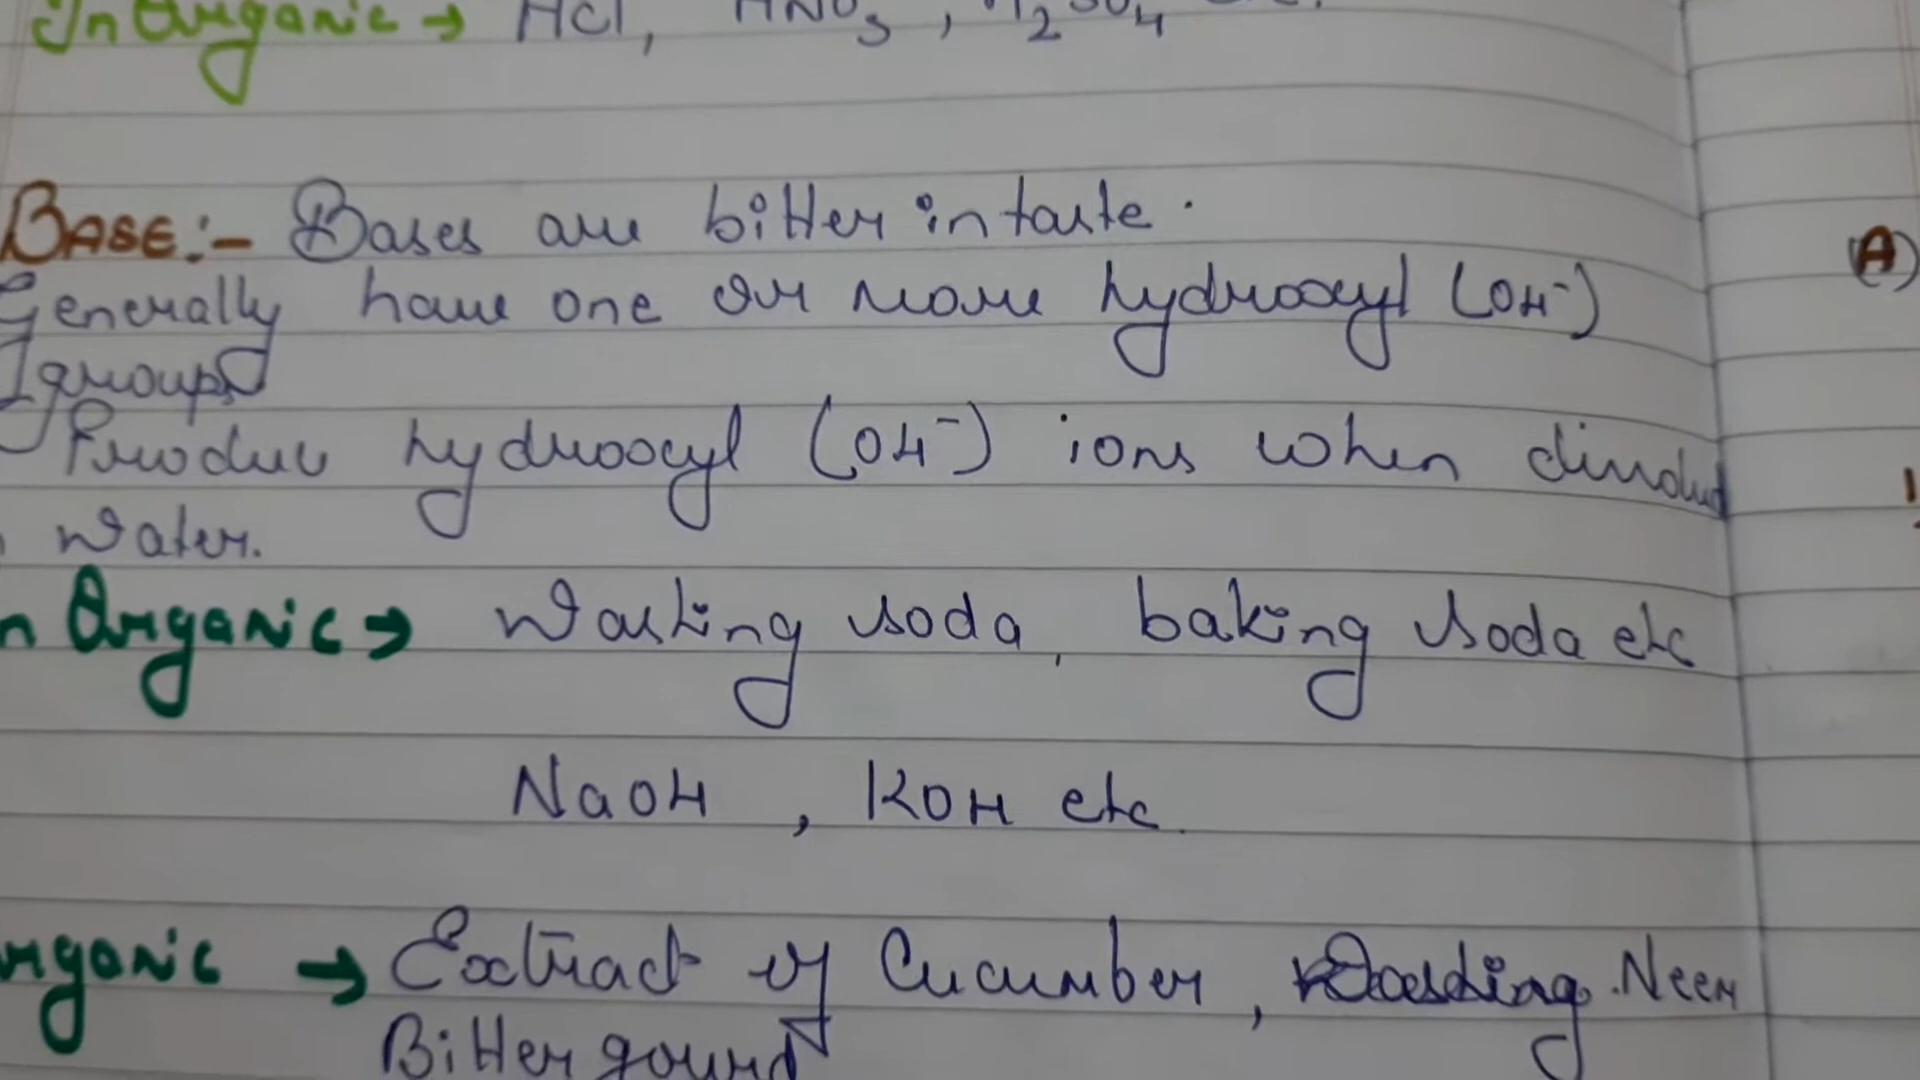 InOrganic → HCl, HNO3, H2SO4 etc.
BASE:- Bases are bitter in taste.
(A)
Generally have one or more hydroxyl (OH-)
groups
Produce hydroxyl (OH-) ions when dissolved
water.
n Organic → Washing soda, baking soda etc
NaOH, KOH etc.
rganic → Extract of Cucumber, Neem
Bitter gourd